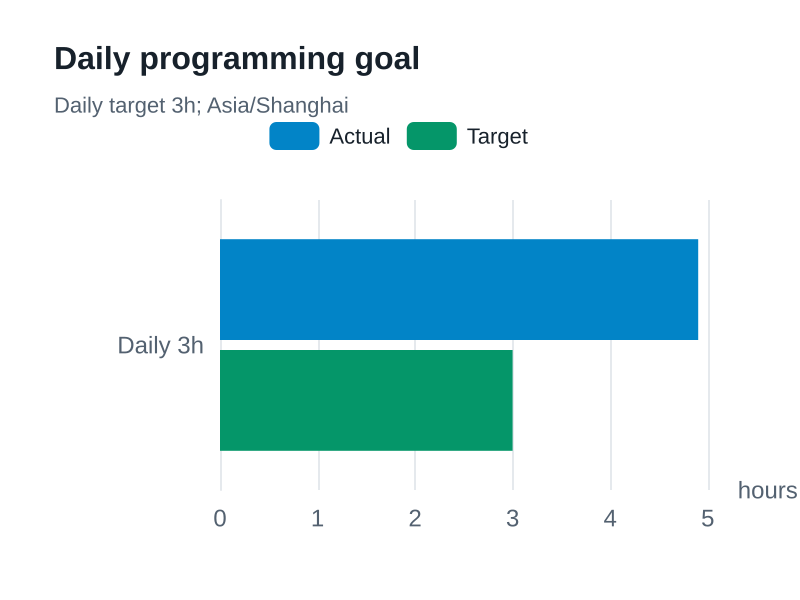 Daily programming goal
Daily target 3h; Asia/Shanghai
Actual Target
Daily 3h
hours
0 1 2 3 4 5